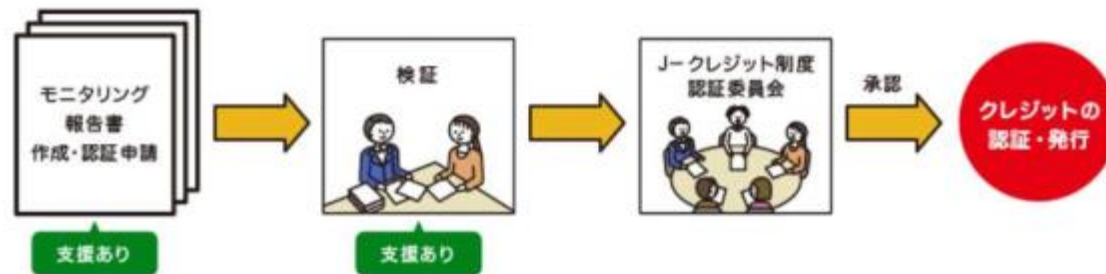 モニタリング
報告書
作成・認証申請
支援あり
検証
支援あり
J−クレジット制度
認証委員会
承認
クレジットの
認証・発行